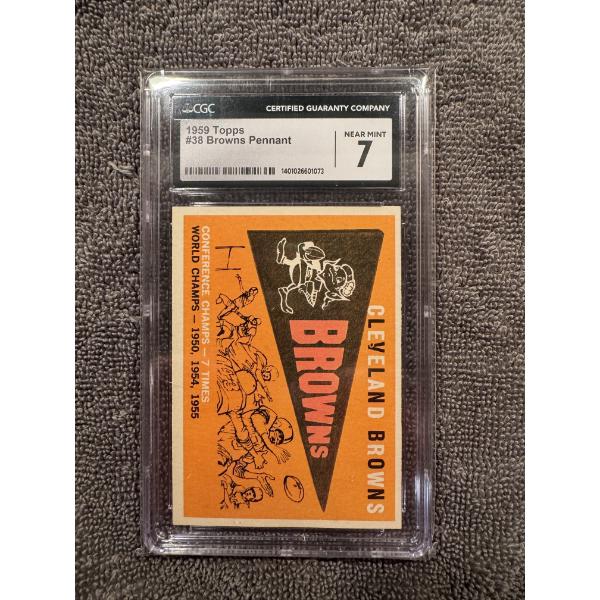 CGC
CERTIFIED GUARANTY COMPANY
1959 Topps
#38 Browns Pennant
NEAR MINT
7
1401026601073
CLEVELAND BROWNS
BROWNS
H
CONFERENCE CHAMPS — 7 TIMES
WORLD CHAMPS — 1950, 1954, 1955